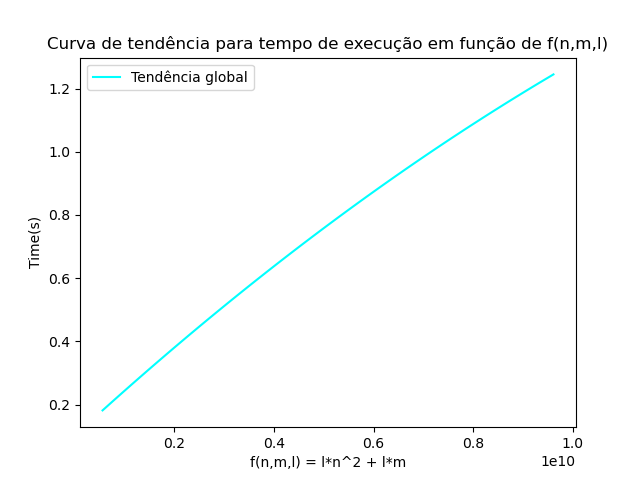 Curva de tendência para tempo de execução em função de f(n,m,l)
Tendência global
1.2
1.0
0.8
0.6
0.4
0.2
Time(s)
0.2 0.4 0.6 0.8 1.0
1e10
f(n,m,l) = l*n^2 + l*m